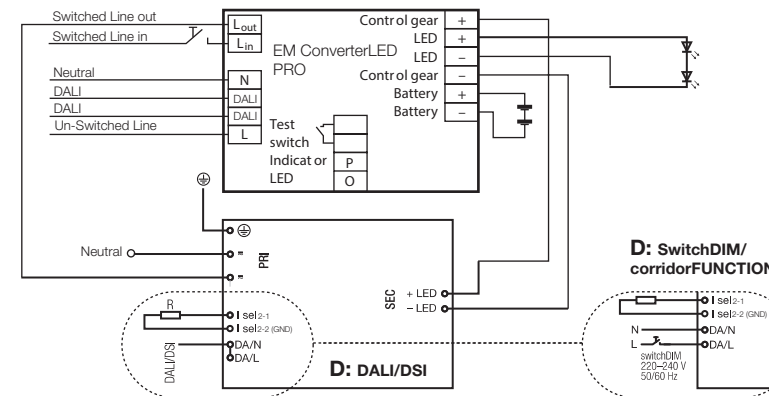 Switched Line out
Switched Line in
Neutral
DALI
DALI
Un-Switched Line
Lout
Lin
N
DALI
DALI
L
EM ConverterLED
PRO
Test
switch
Indicator
LED
P
O
Control gear +
LED +
LED –
Control gear –
Battery +
Battery –
Neutral
PRI
SEC
+ LED
– LED
R
I sel2-1
I sel2-2 (GND)
DA/N
DA/L
DALI/DSI
D: DALI/DSI
D: SwitchDIM/
corridorFUNCTION
I sel2-1
I sel2-2 (GND)
N
DA/N
L
DA/L
switchDIM
220–240 V
50/60 Hz